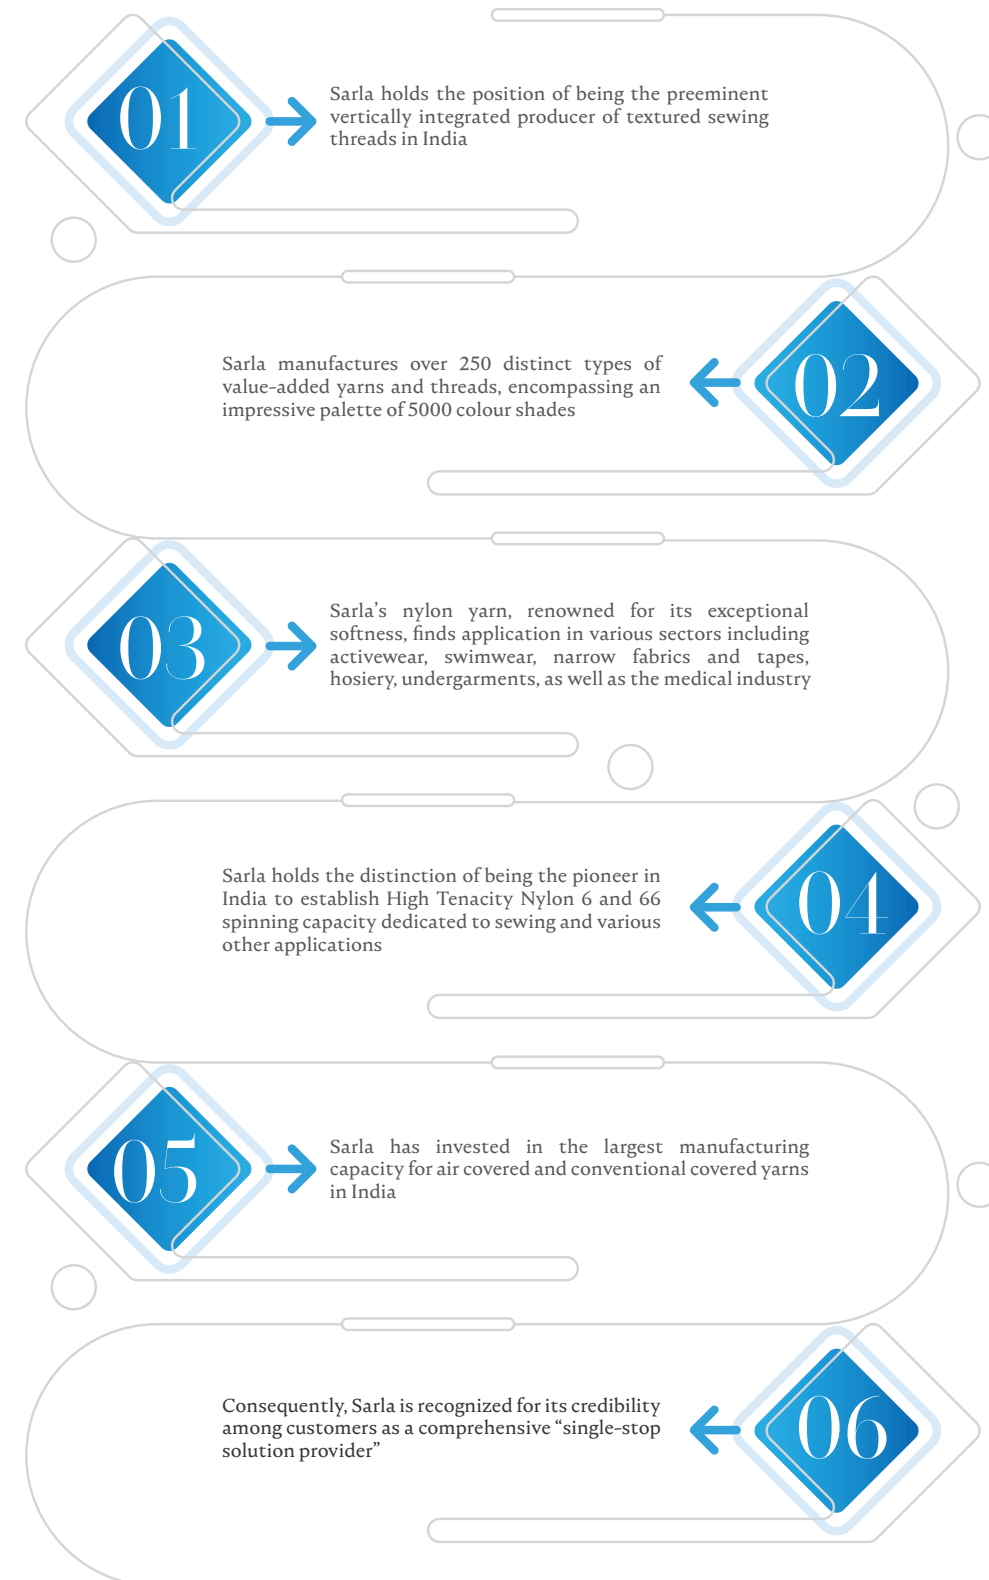 01
Sarla holds the position of being the preeminent
vertically integrated producer of textured sewing
threads in India
02
Sarla manufactures over 250 distinct types of
value-added yarns and threads, encompassing an
impressive palette of 5000 colour shades
03
Sarla’s nylon yarn, renowned for its exceptional
softness, finds application in various sectors including
activewear, swimwear, narrow fabrics and tapes,
hosiery, undergarments, as well as the medical industry
04
Sarla holds the distinction of being the pioneer in
India to establish High Tenacity Nylon 6 and 66
spinning capacity dedicated to sewing and various
other applications
05
Sarla has invested in the largest manufacturing
capacity for air covered and conventional covered yarns
in India
06
Consequently, Sarla is recognized for its credibility
among customers as a comprehensive “single-stop
solution provider”